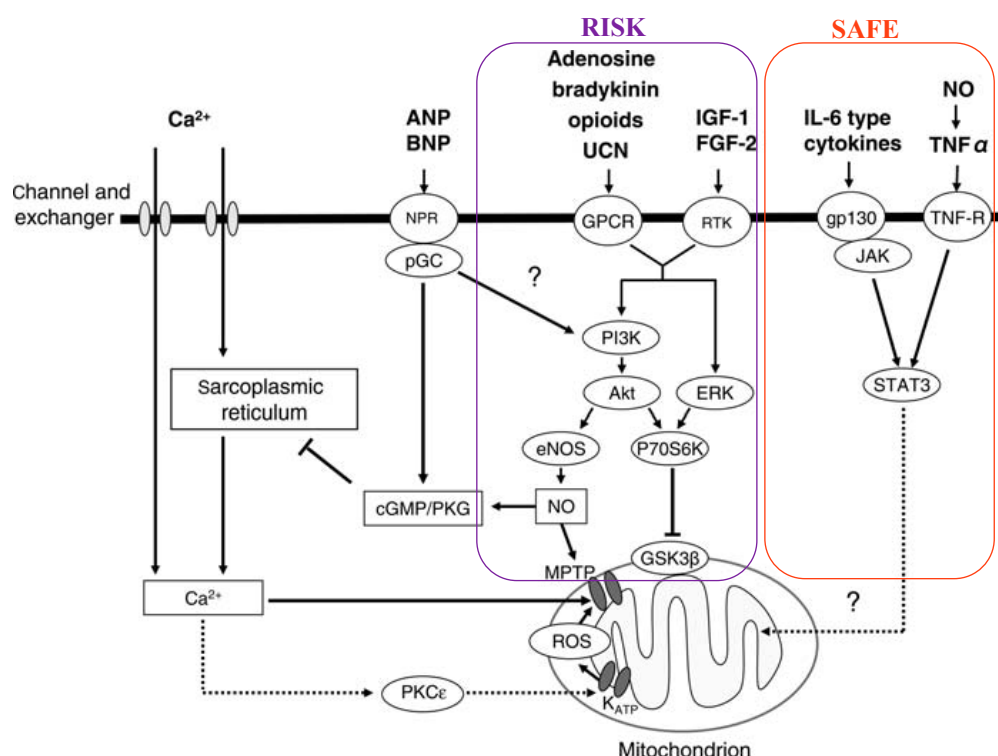 RISK
SAFE
Adenosine
bradykinin
opioids
UCN
NO
Ca²⁺
ANP
BNP
IGF-1
FGF-2
IL-6 type
cytokines
TNF α
Channel and
exchanger
NPR
GPCR
RTK
gp130
TNF-R
pGC
JAK
?
PI3K
Sarcoplasmic
reticulum
Akt
ERK
STAT3
eNOS
P70S6K
cGMP/PKG
NO
MPTP
GSK3β
Ca²⁺
?
ROS
PKCε
K_ATP
Mitochondrion